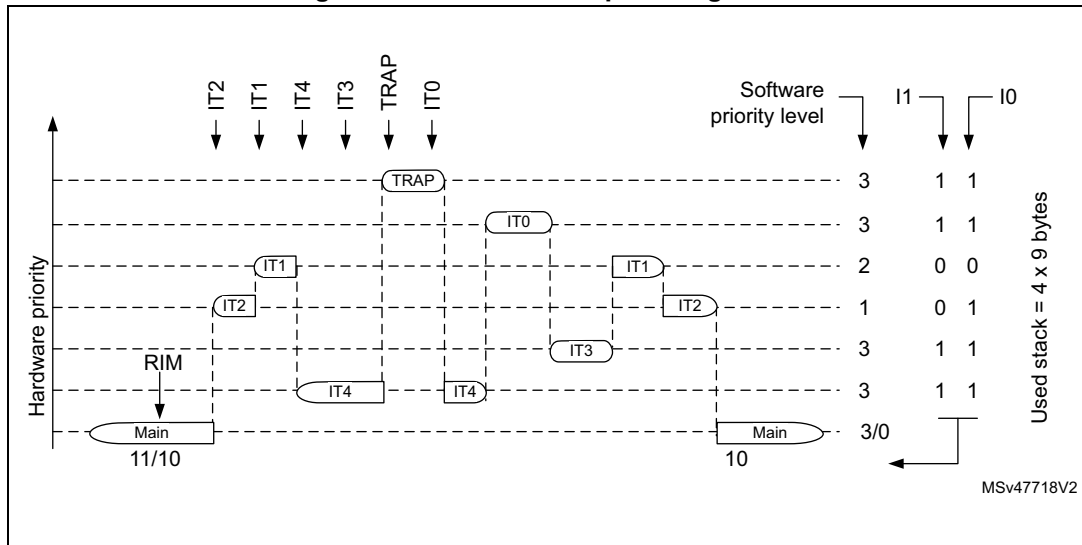 IT2 IT1 IT4 IT3 TRAP IT0
Software priority level
I1 I0
Hardware priority
TRAP 3 1 1
IT0 3 1 1
IT1 IT1 2 0 0
IT2 IT2 1 0 1
IT3 3 1 1
RIM
IT4 IT4 3 1 1
Main Main 3/0
11/10 10
Used stack = 4 x 9 bytes
MSv47718V2